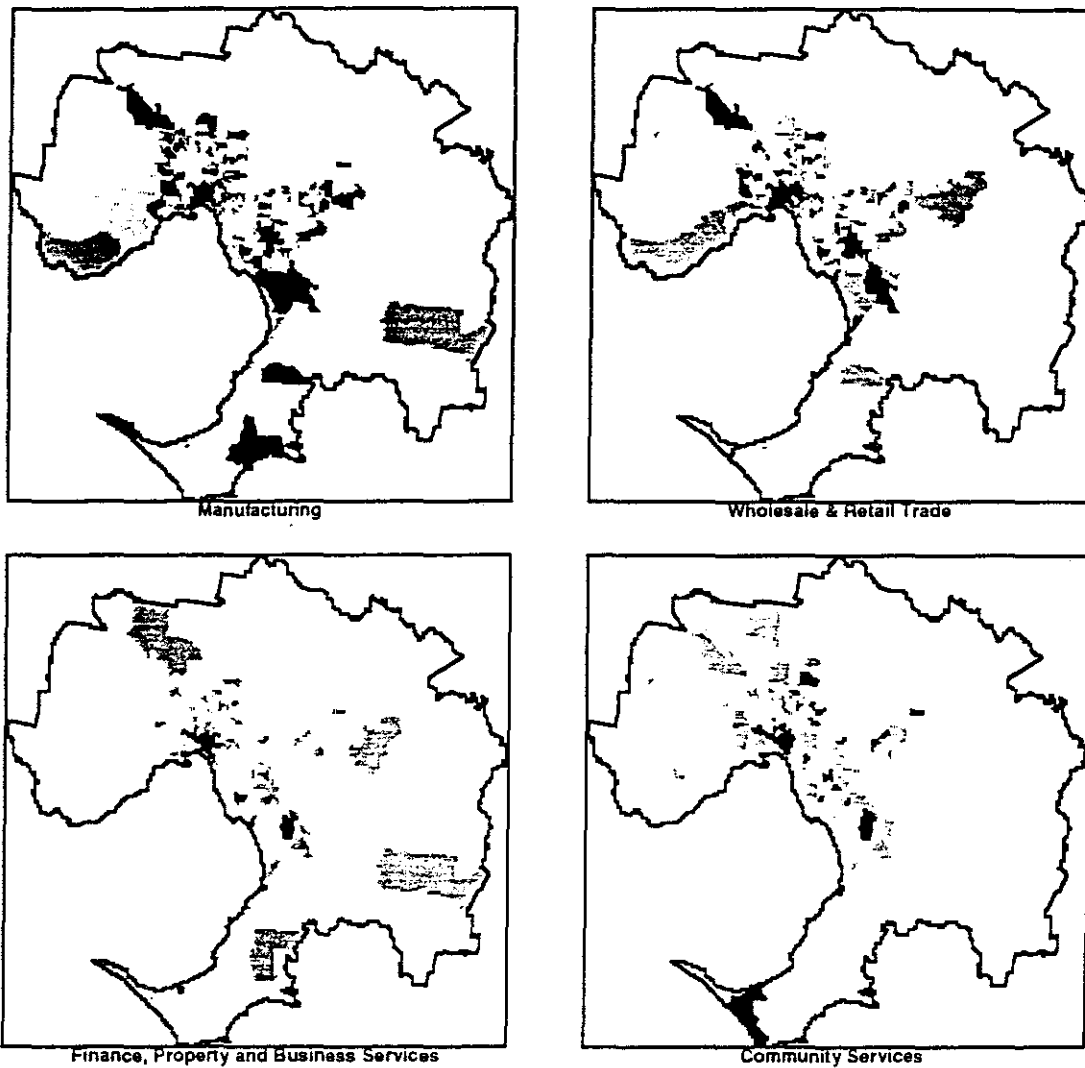 Manufacturing
Wholesale & Retail Trade
Finance, Property and Business Services
Community Services